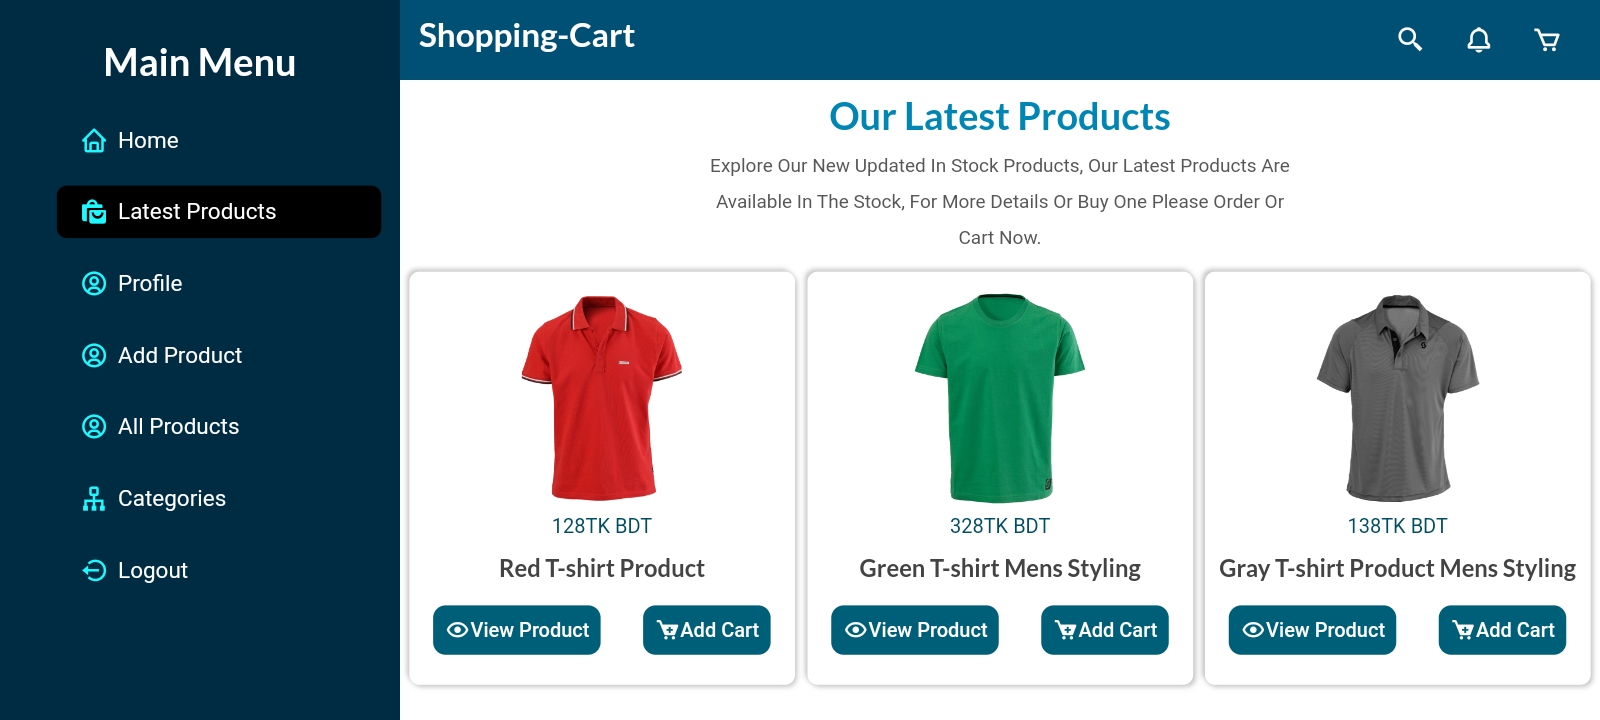 Main Menu
Home
Latest Products
Profile
Add Product
All Products
Categories
Logout
Shopping-Cart
Our Latest Products
Explore Our New Updated In Stock Products, Our Latest Products Are
Available In The Stock, For More Details Or Buy One Please Order Or
Cart Now.
128TK BDT
Red T-shirt Product
View Product
Add Cart
328TK BDT
Green T-shirt Mens Styling
View Product
Add Cart
138TK BDT
Gray T-shirt Product Mens Styling
View Product
Add Cart